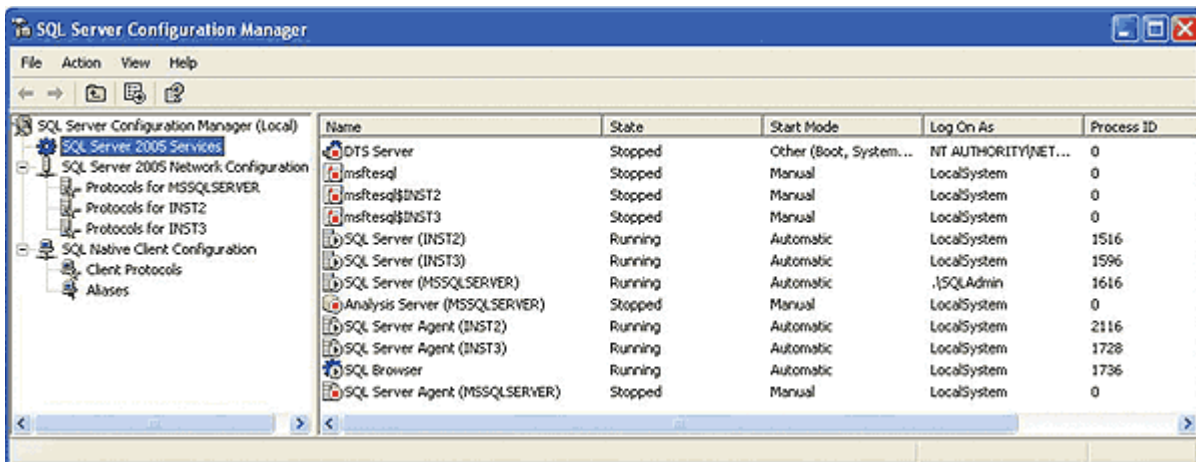 SQL Server Configuration Manager
File Action View Help
SQL Server Configuration Manager (Local)
SQL Server 2005 Services
SQL Server 2005 Network Configuration
Protocols for MSSQLSERVER
Protocols for INST2
Protocols for INST3
SQL Native Client Configuration
Client Protocols
Aliases
Name State Start Mode Log On As Process ID
DTS Server Stopped Other (Boot, System... NT AUTHORITY\NET... 0
msftesql Stopped Manual LocalSystem 0
msftesql$INST2 Stopped Manual LocalSystem 0
msftesql$INST3 Stopped Manual LocalSystem 0
SQL Server (INST2) Running Automatic LocalSystem 1516
SQL Server (INST3) Running Automatic LocalSystem 1596
SQL Server (MSSQLSERVER) Running Automatic .\SQLAdmin 1616
Analysis Server (MSSQLSERVER) Stopped Manual LocalSystem 0
SQL Server Agent (INST2) Running Automatic LocalSystem 2116
SQL Server Agent (INST3) Running Automatic LocalSystem 1728
SQL Browser Running Automatic LocalSystem 1736
SQL Server Agent (MSSQLSERVER) Stopped Manual LocalSystem 0